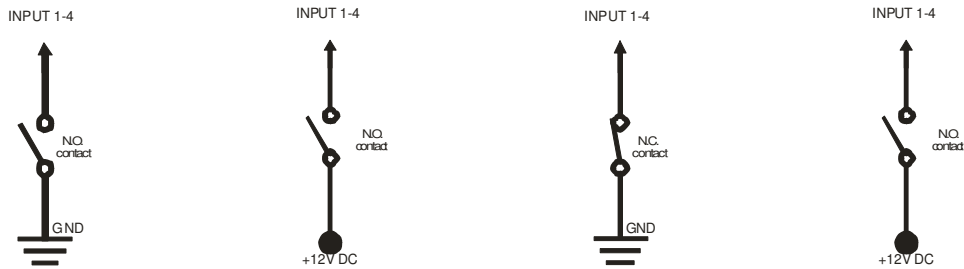 INPUT 1-4
N.O.
contact
GND
INPUT 1-4
N.O.
contact
+12V DC
INPUT 1-4
N.C.
contact
GND
INPUT 1-4
N.O.
contact
+12V DC